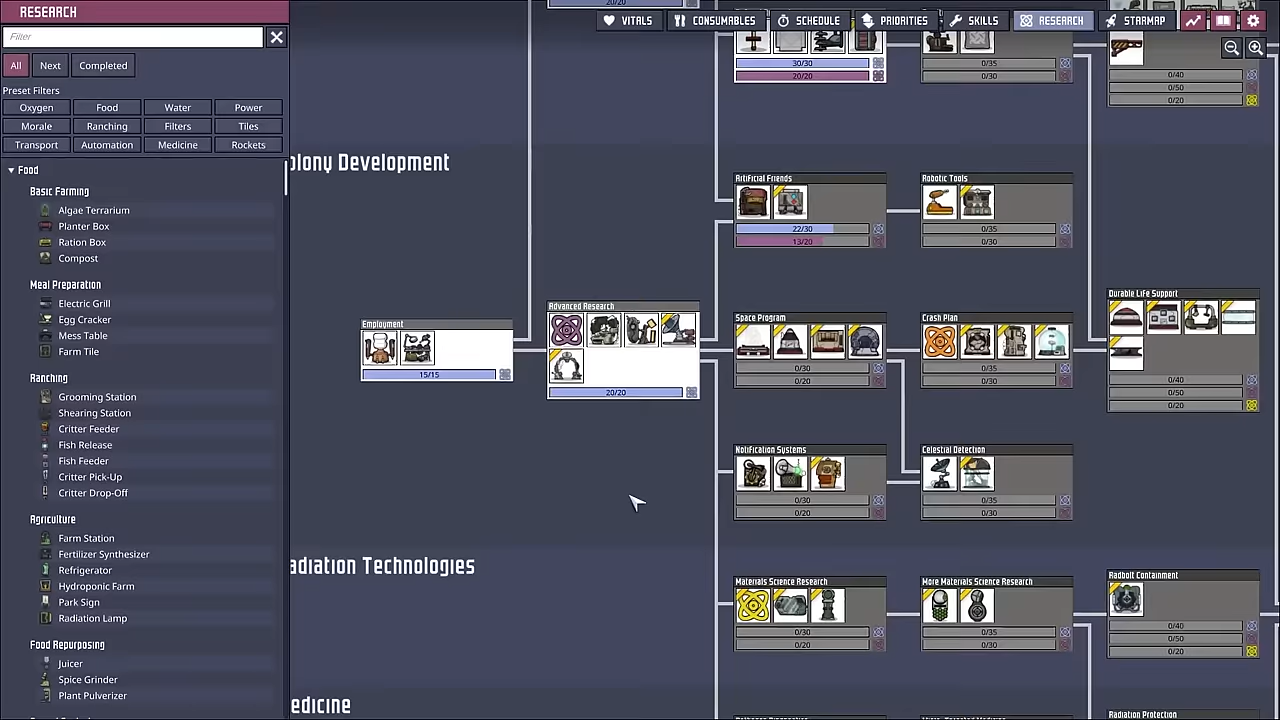 RESEARCH
Filter
All Next Completed
Preset Filters
Oxygen Food Water Power
Morale Ranching Filters Tiles
Transport Automation Medicine Rockets
Food
Basic Farming
Algae Terrarium
Planter Box
Ration Box
Compost
Meal Preparation
Electric Grill
Egg Cracker
Mess Table
Farm Tile
Ranching
Grooming Station
Shearing Station
Critter Feeder
Fish Release
Fish Feeder
Critter Pick-Up
Critter Drop-Off
Agriculture
Farm Station
Fertilizer Synthesizer
Refrigerator
Hydroponic Farm
Park Sign
Radiation Lamp
Food Repurposing
Juicer
Spice Grinder
Plant Pulverizer
20/20
VITALS CONSUMABLES SCHEDULE PRIORITIES SKILLS RESEARCH STARMAP
30/30
20/20
0/35
0/30
0/40
0/50
0/20
olony Development
Artificial Friends
22/30
13/20
Robotic Tools
0/35
0/30
Employment
15/15
Advanced Research
20/20
Space Program
0/30
0/20
Crash Plan
0/35
0/30
Durable Life Support
0/40
0/50
0/20
Notification Systems
0/30
0/20
Celestial Detection
0/35
0/30
adiation Technologies
Materials Science Research
0/30
0/20
More Materials Science Research
0/35
0/30
Radbolt Containment
0/40
0/50
0/20
edicine
Radiation Protection